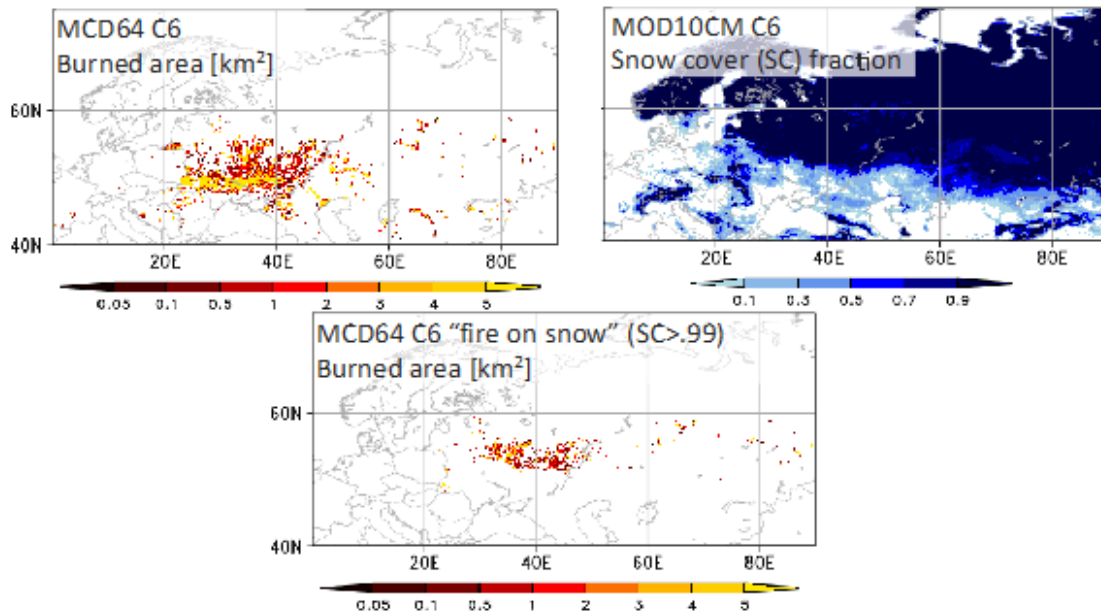 MCD64 C6
Burned area [km²]
60N
40N
20E 40E 60E 80E
0.05 0.1 0.5 1 2 3 4 5
MOD10CM C6
Snow cover (SC) fraction
20E 40E 60E 80E
0.1 0.3 0.5 0.7 0.9
MCD64 C6 “fire on snow” (SC>.99)
Burned area [km²]
60N
40N
20E 40E 60E 80E
0.05 0.1 0.5 1 2 3 4 5